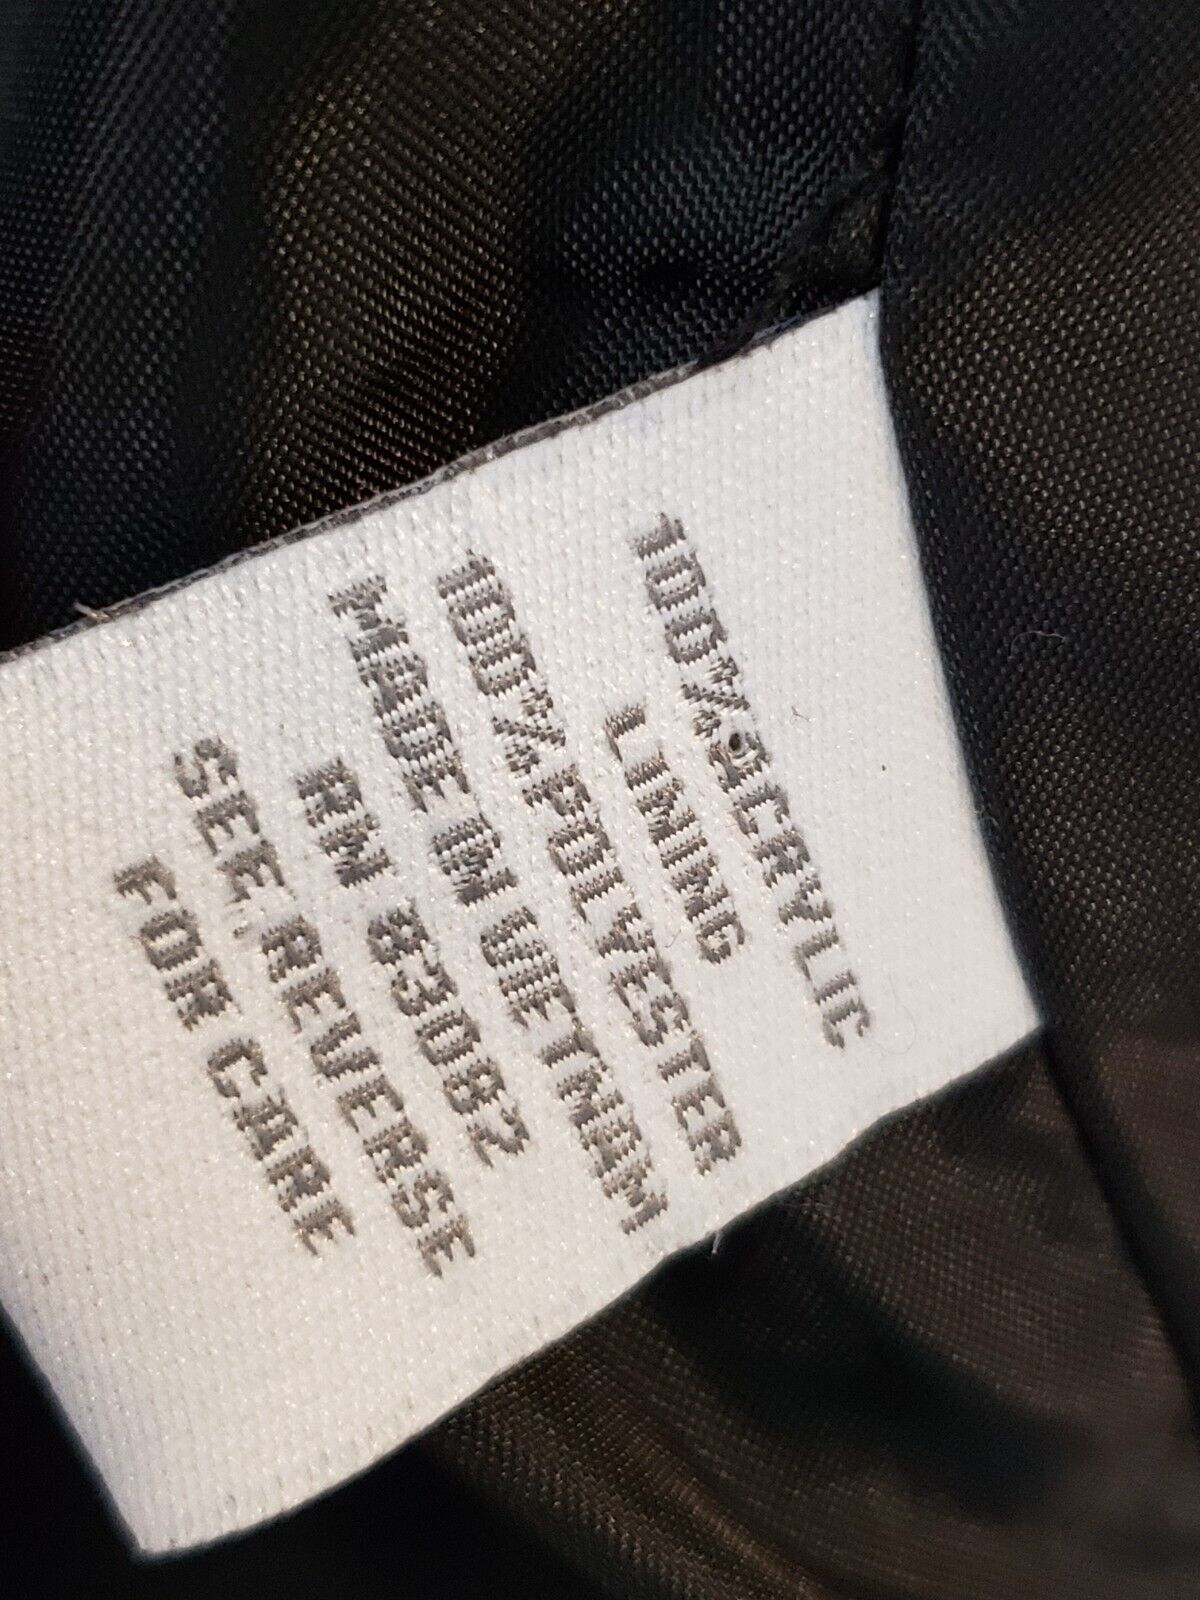 100% ACRYLIC
LINING
100% POLYESTER
MADE IN VIETNAM
RN 83082
SEE REVERSE
FOR CARE